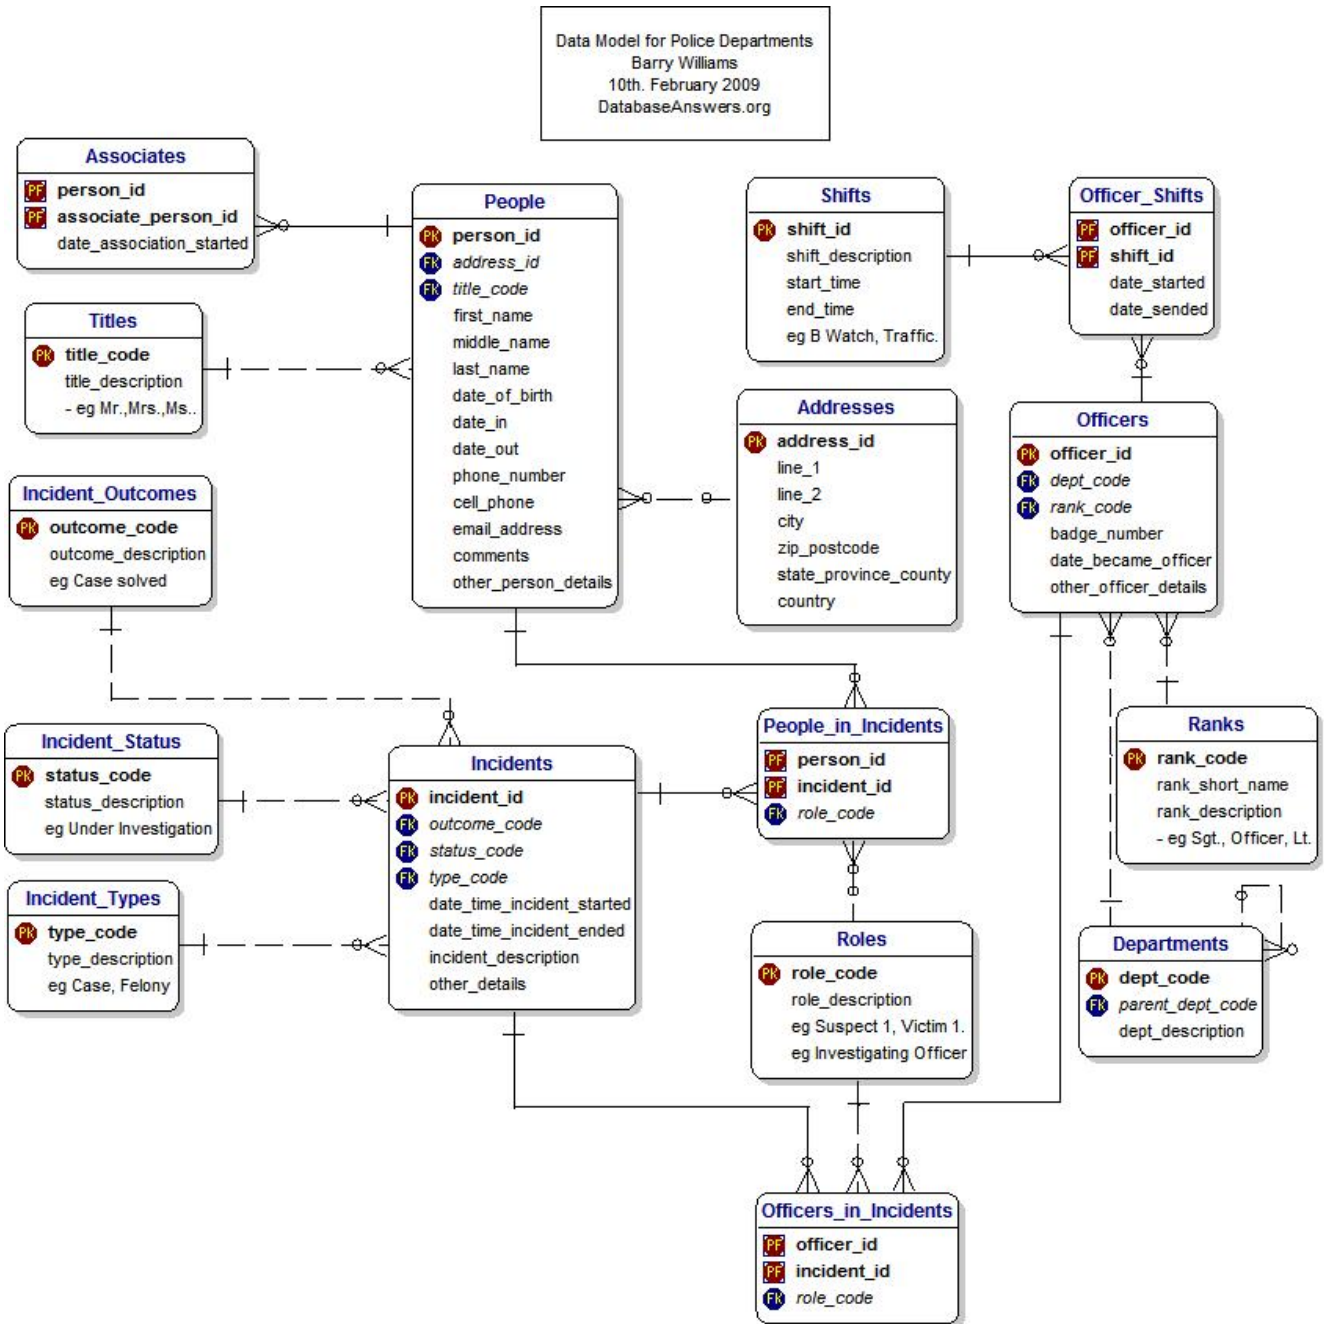 Data Model for Police Departments
Barry Williams
10th. February 2009
DatabaseAnswers.org
Associates
PF person_id
PF associate_person_id
date_association_started
People
PK person_id
FK address_id
FK title_code
first_name
middle_name
last_name
date_of_birth
date_in
date_out
phone_number
cell_phone
email_address
comments
other_person_details
Shifts
PK shift_id
shift_description
start_time
end_time
eg B Watch, Traffic.
Officer_Shifts
PF officer_id
PF shift_id
date_started
date_sended
Titles
PK title_code
title_description
- eg Mr.,Mrs.,Ms..
Addresses
PK address_id
line_1
line_2
city
zip_postcode
state_province_county
country
Officers
PK officer_id
FK dept_code
FK rank_code
badge_number
date_became_officer
other_officer_details
Incident_Outcomes
PK outcome_code
outcome_description
eg Case solved
Incident_Status
PK status_code
status_description
eg Under Investigation
Incidents
PK incident_id
FK outcome_code
FK status_code
FK type_code
date_time_incident_started
date_time_incident_ended
incident_description
other_details
People_in_Incidents
PF person_id
PF incident_id
FK role_code
Ranks
PK rank_code
rank_short_name
rank_description
- eg Sgt., Officer, Lt.
Incident_Types
PK type_code
type_description
eg Case, Felony
Roles
PK role_code
role_description
eg Suspect 1, Victim 1.
eg Investigating Officer
Departments
PK dept_code
FK parent_dept_code
dept_description
Officers_in_Incidents
PF officer_id
PF incident_id
FK role_code